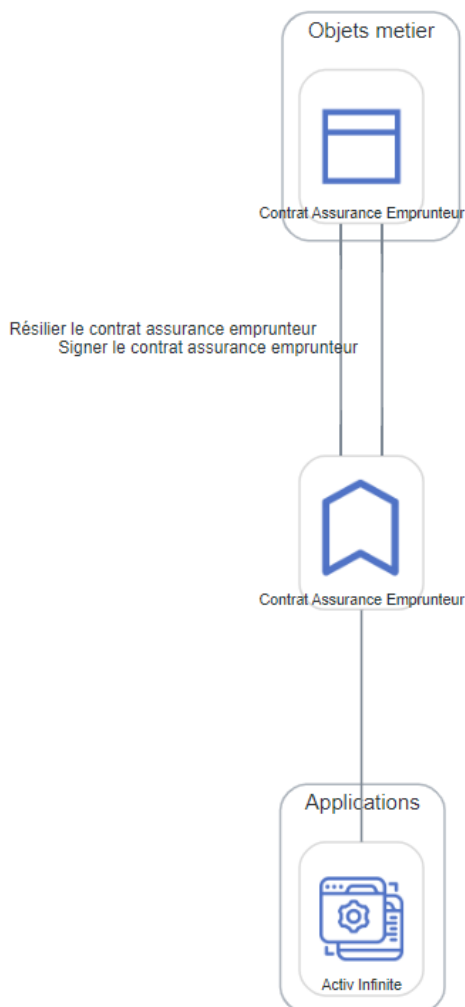 Objets metier
Contrat Assurance Emprunteur
Résilier le contrat assurance emprunteur
Signer le contrat assurance emprunteur
Contrat Assurance Emprunteur
Applications
Activ Infinite